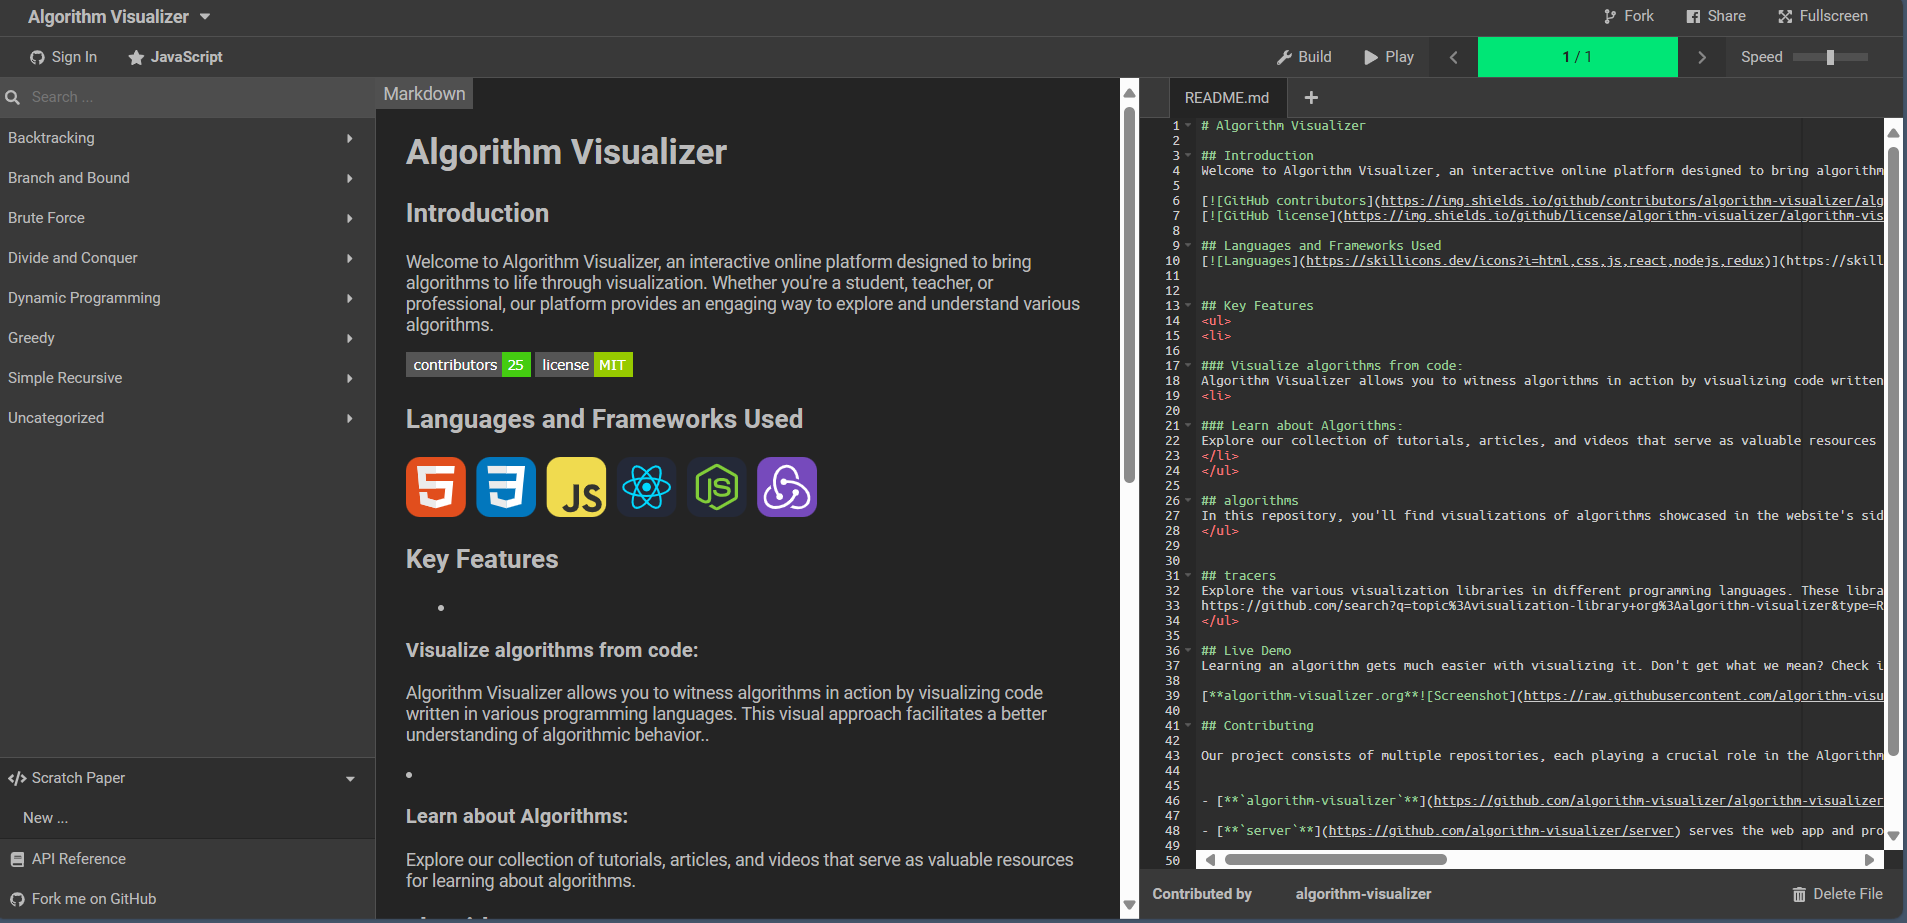 Algorithm Visualizer
Fork
Share
Fullscreen
Sign In
JavaScript
Build
Play
1 / 1
Speed
Search ...
Backtracking
Branch and Bound
Brute Force
Divide and Conquer
Dynamic Programming
Greedy
Simple Recursive
Uncategorized
</> Scratch Paper
New ...
API Reference
Fork me on GitHub
Markdown
Algorithm Visualizer
Introduction
Welcome to Algorithm Visualizer, an interactive online platform designed to bring
algorithms to life through visualization. Whether you're a student, teacher, or
professional, our platform provides an engaging way to explore and understand various
algorithms.
contributors 25 license MIT
Languages and Frameworks Used
JS
JS
Key Features
•
Visualize algorithms from code:
Algorithm Visualizer allows you to witness algorithms in action by visualizing code
written in various programming languages. This visual approach facilitates a better
understanding of algorithmic behavior..
•
Learn about Algorithms:
Explore our collection of tutorials, articles, and videos that serve as valuable resources
for learning about algorithms.
README.md
+
1 # Algorithm Visualizer
2
3 ## Introduction
4 Welcome to Algorithm Visualizer, an interactive online platform designed to bring algorithm
5
6 [![GitHub contributors](https://img.shields.io/github/contributors/algorithm-visualizer/alg
7 [![GitHub license](https://img.shields.io/github/license/algorithm-visualizer/algorithm-vis
8
9 ## Languages and Frameworks Used
10 [![Languages](https://skillicons.dev/icons?i=html,css,js,react,nodejs,redux)](https://skill
11
12
13 ## Key Features
14 <ul>
15 <li>
16
17 ### Visualize algorithms from code:
18 Algorithm Visualizer allows you to witness algorithms in action by visualizing code written
19 <li>
20
21 ### Learn about Algorithms:
22 Explore our collection of tutorials, articles, and videos that serve as valuable resources
23 </li>
24 </ul>
25
26 ## algorithms
27 In this repository, you'll find visualizations of algorithms showcased in the website's sid
28 </ul>
29
30
31 ## tracers
32 Explore the various visualization libraries in different programming languages. These libra
33 https://github.com/search?q=topic%3Avisualization-library+org%3Aalgorithm-visualizer&type=R
34 </ul>
35
36 ## Live Demo
37 Learning an algorithm gets much easier with visualizing it. Don't get what we mean? Check i
38
39 [**algorithm-visualizer.org**![Screenshot](https://raw.githubusercontent.com/algorithm-visu
40
41 ## Contributing
42
43 Our project consists of multiple repositories, each playing a crucial role in the Algorithm
44
45
46 - [**`algorithm-visualizer`**](https://github.com/algorithm-visualizer/algorithm-visualizer
47
48 - [**`server`**](https://github.com/algorithm-visualizer/server) serves the web app and pro
49
50
Contributed by algorithm-visualizer
Delete File